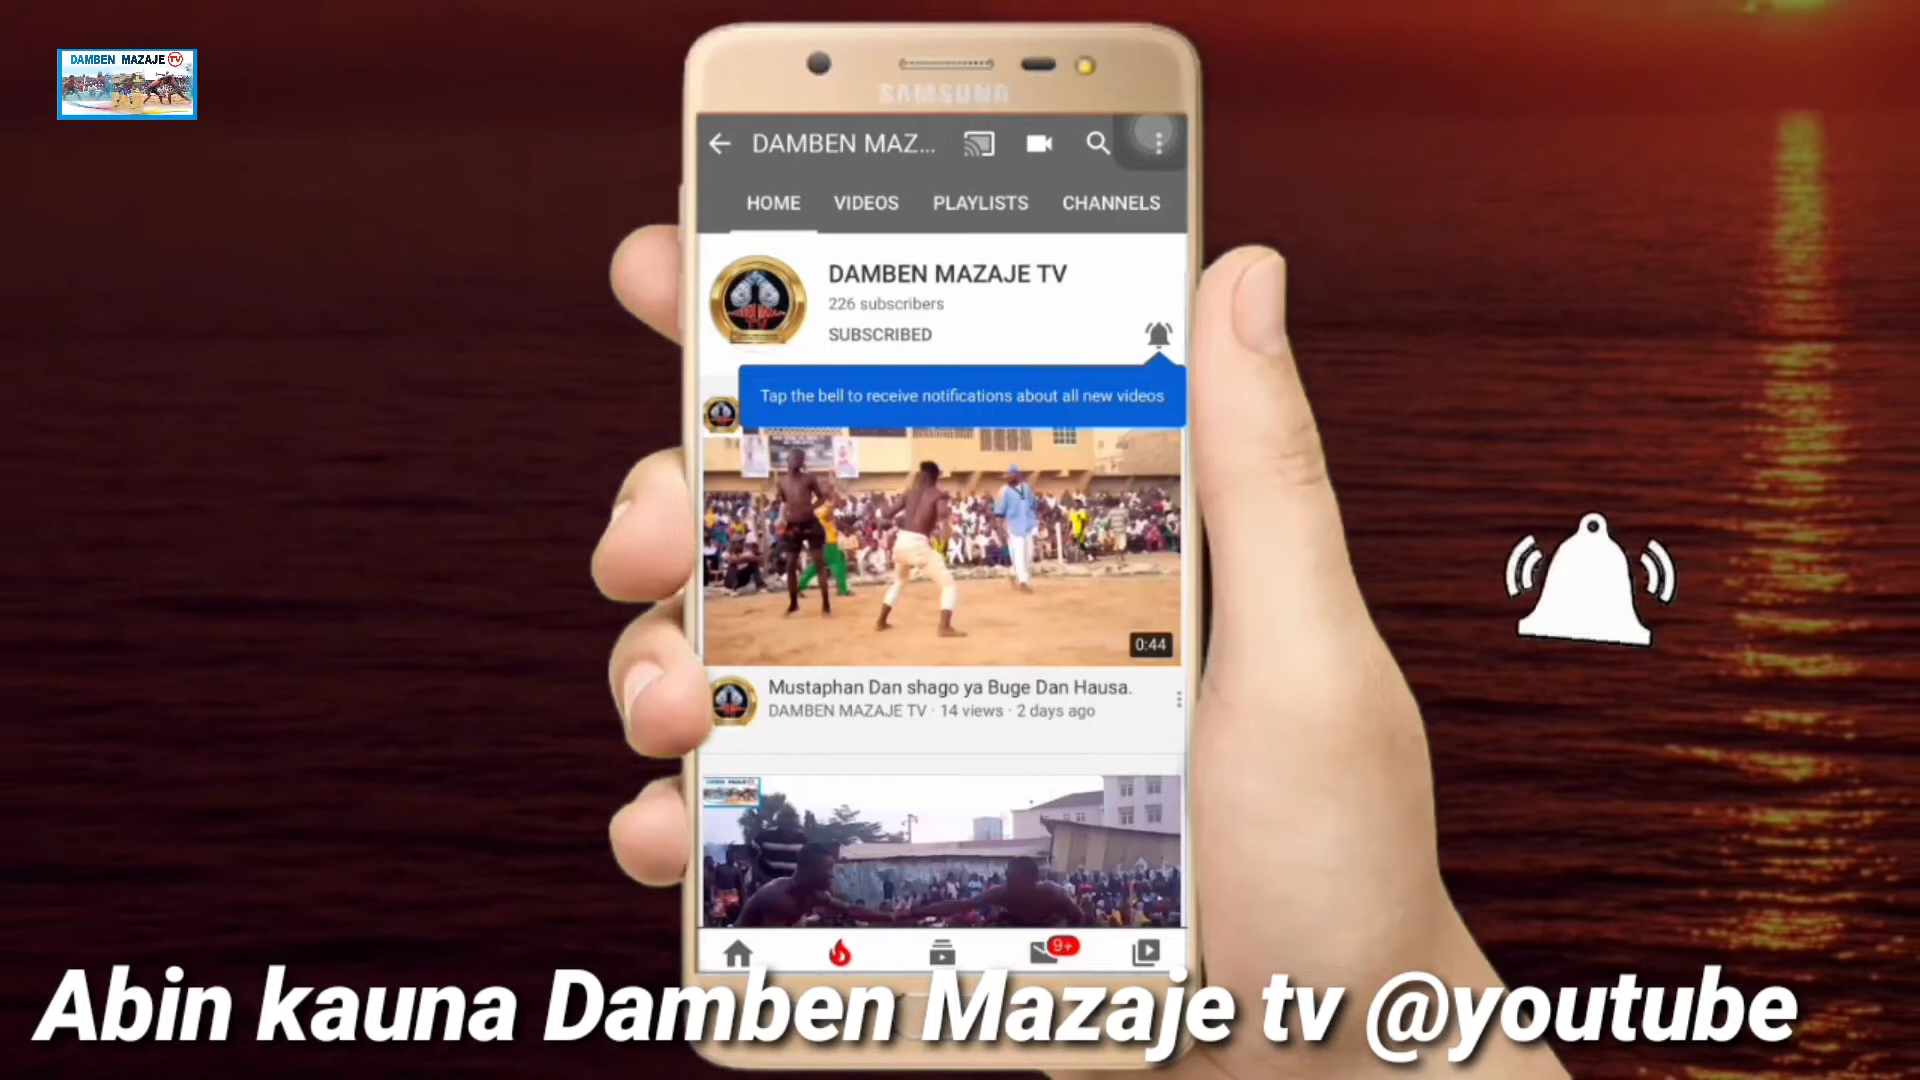 DAMBEN MAZAJE TV
SAMSUNG
DAMBEN MAZ...
HOME VIDEOS PLAYLISTS CHANNELS
DAMBEN MAZAJE TV
226 subscribers
SUBSCRIBED
Tap the bell to receive notifications about all new videos
0:44
Mustaphan Dan shago ya Buge Dan Hausa.
DAMBEN MAZAJE TV · 14 views · 2 days ago
9+
Abin kauna Damben Mazaje tv @youtube